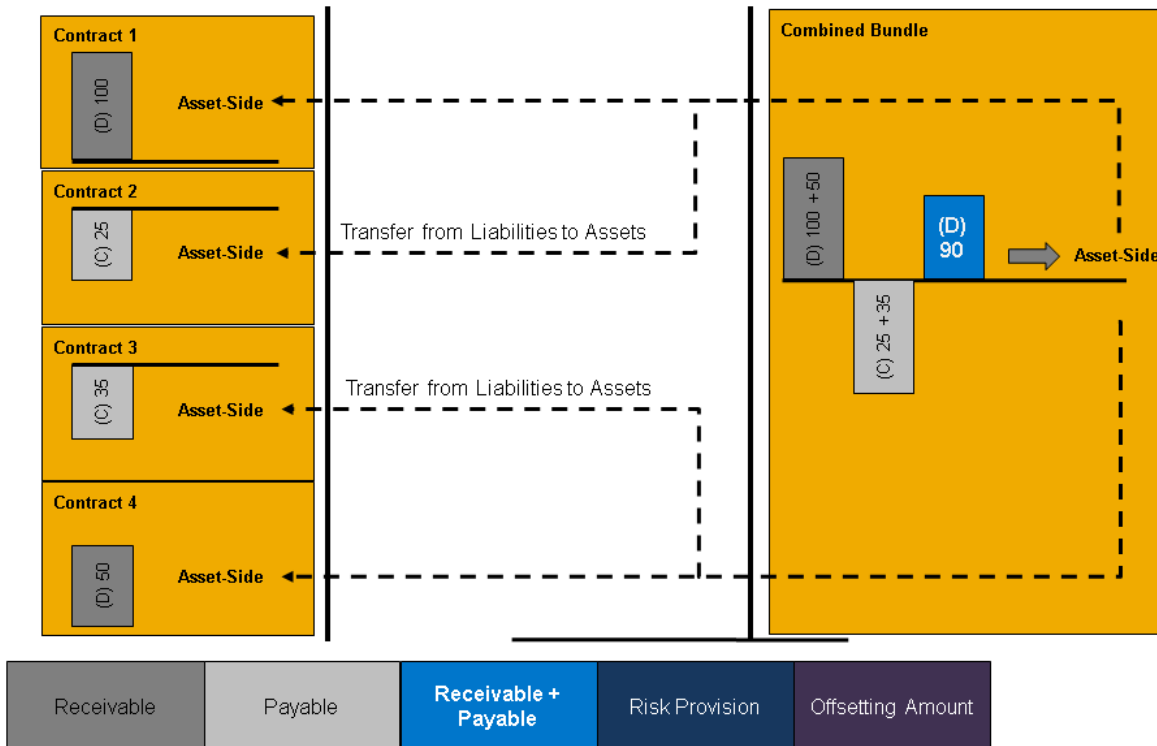 Contract 1
(D) 100
Asset-Side
Contract 2
(C) 25
Asset-Side
Transfer from Liabilities to Assets
Contract 3
(C) 35
Asset-Side
Transfer from Liabilities to Assets
Contract 4
(D) 50
Asset-Side
Combined Bundle
(D) 100 +50
(C) 25 +35
(D)
90
Asset-Side
Receivable
Payable
Receivable +
Payable
Risk Provision
Offsetting Amount